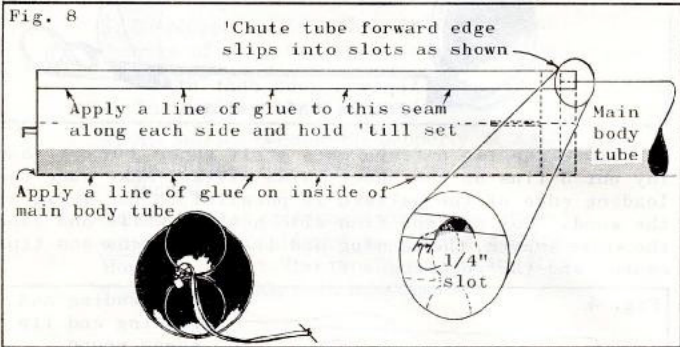 Fig. 8
'Chute tube forward edge
slips into slots as shown
Apply a line of glue to this seam
along each side and hold 'till set
Main
body
tube
Apply a line of glue on inside of
main body tube
1/4"
slot